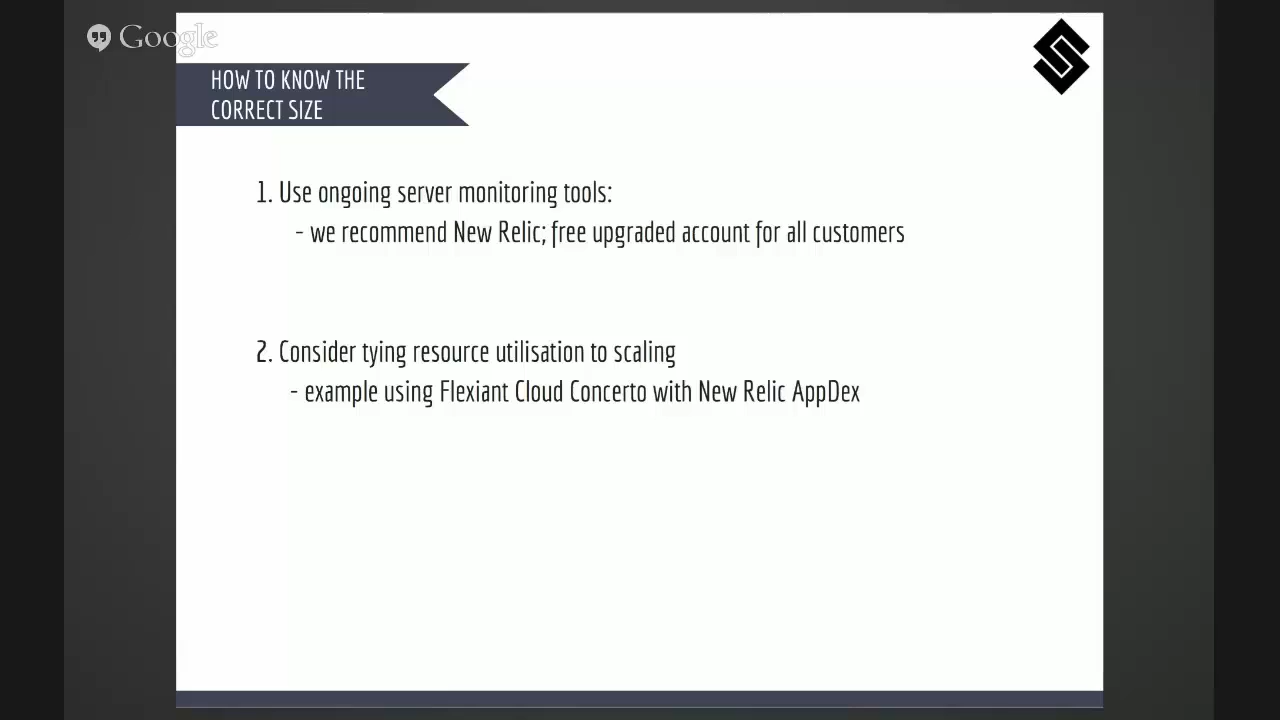 Google
HOW TO KNOW THE
CORRECT SIZE
1. Use ongoing server monitoring tools:
- we recommend New Relic; free upgraded account for all customers
2. Consider tying resource utilisation to scaling
- example using Flexiant Cloud Concerto with New Relic AppDex